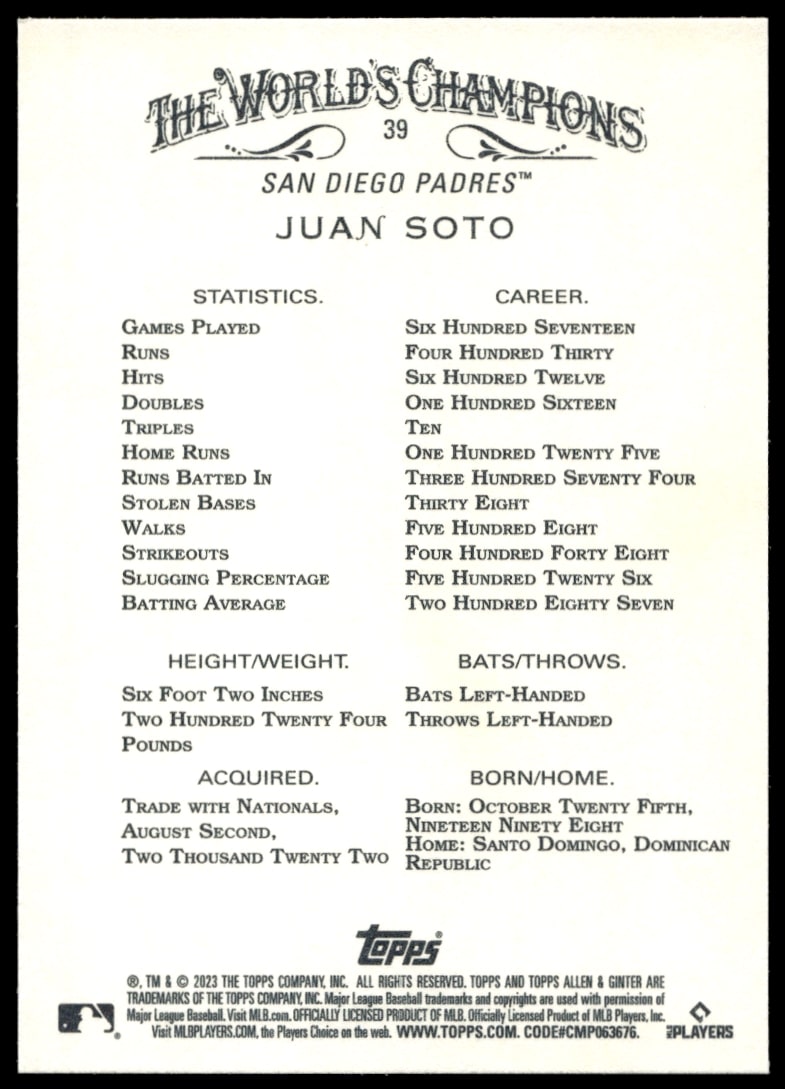 THE WORLD'S CHAMPIONS
39
SAN DIEGO PADRES™
JUAN SOTO
STATISTICS. CAREER.
GAMES PLAYED SIX HUNDRED SEVENTEEN
RUNS FOUR HUNDRED THIRTY
HITS SIX HUNDRED TWELVE
DOUBLES ONE HUNDRED SIXTEEN
TRIPLES TEN
HOME RUNS ONE HUNDRED TWENTY FIVE
RUNS BATTED IN THREE HUNDRED SEVENTY FOUR
STOLEN BASES THIRTY EIGHT
WALKS FIVE HUNDRED EIGHT
STRIKEOUTS FOUR HUNDRED FORTY EIGHT
SLUGGING PERCENTAGE FIVE HUNDRED TWENTY SIX
BATTING AVERAGE TWO HUNDRED EIGHTY SEVEN
HEIGHT/WEIGHT.
SIX FOOT TWO INCHES
TWO HUNDRED TWENTY FOUR
POUNDS
BATS/THROWS.
BATS LEFT-HANDED
THROWS LEFT-HANDED
ACQUIRED.
TRADE WITH NATIONALS,
AUGUST SECOND,
TWO THOUSAND TWENTY TWO
BORN/HOME.
BORN: OCTOBER TWENTY FIFTH,
NINETEEN NINETY EIGHT
HOME: SANTO DOMINGO, DOMINICAN
REPUBLIC
Topps®
®, TM & © 2023 THE TOPPS COMPANY, INC. ALL RIGHTS RESERVED. TOPPS AND TOPPS ALLEN & GINTER ARE
TRADEMARKS OF THE TOPPS COMPANY, INC. Major League Baseball trademarks and copyrights are used with permission of
Major League Baseball. Visit MLB.com. OFFICIALLY LICENSED PRODUCT OF MLB. Officially Licensed Product of MLB Players, Inc.
Visit MLBPLAYERS.COM, the Players Choice on the web. WWW.TOPPS.COM. CODE#CMP063676.
MLB PLAYERS